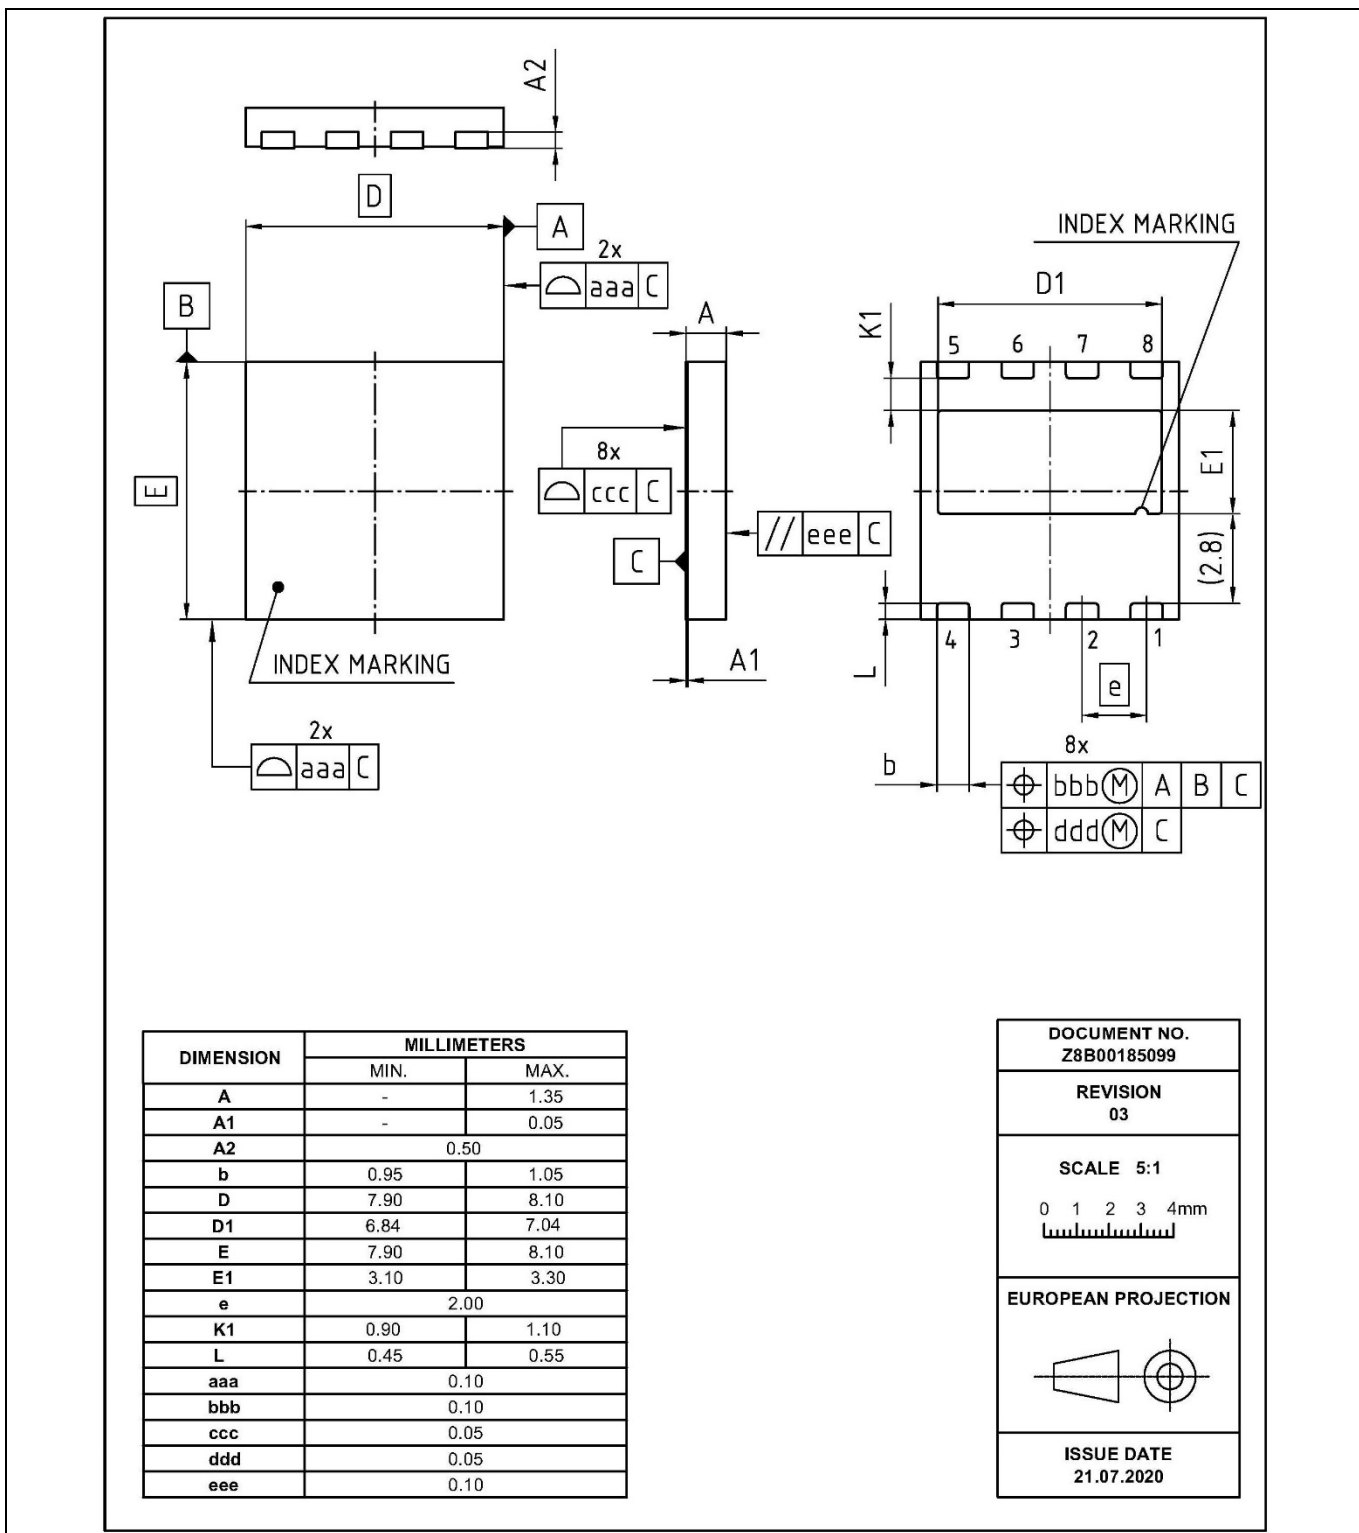 A2
D
A
2x
aaa C
B
E
INDEX MARKING
2x
aaa C
A
8x
ccc C
// eee C
C
A1
INDEX MARKING
D1
K1
5 6 7 8
E1
(2.8)
4 3 2 1
L
e
b
8x
bbb M A B C
ddd M C
DIMENSION MILLIMETERS
MIN. MAX.
A - 1.35
A1 - 0.05
A2 0.50
b 0.95 1.05
D 7.90 8.10
D1 6.84 7.04
E 7.90 8.10
E1 3.10 3.30
e 2.00
K1 0.90 1.10
L 0.45 0.55
aaa 0.10
bbb 0.10
ccc 0.05
ddd 0.05
eee 0.10
DOCUMENT NO.
Z8B00185099
REVISION
03
SCALE 5:1
0 1 2 3 4mm
EUROPEAN PROJECTION
ISSUE DATE
21.07.2020